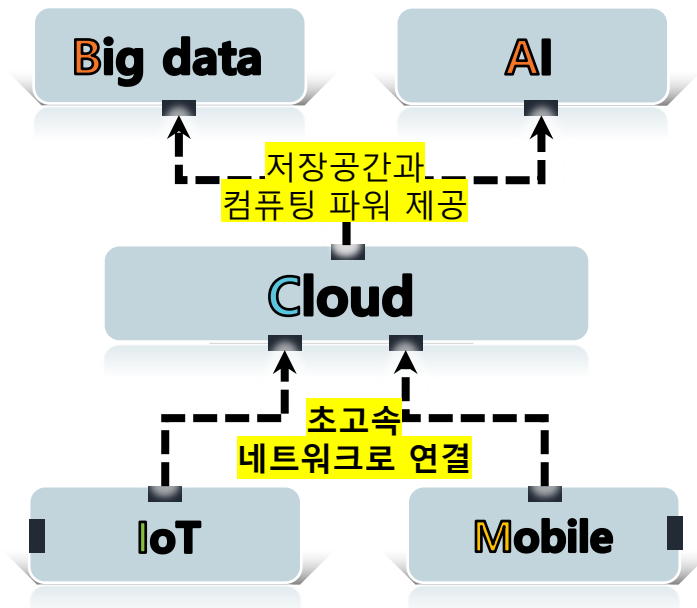 Big data
AI
저장공간과
컴퓨팅 파워 제공
Cloud
초고속
네트워크로 연결
IoT
Mobile